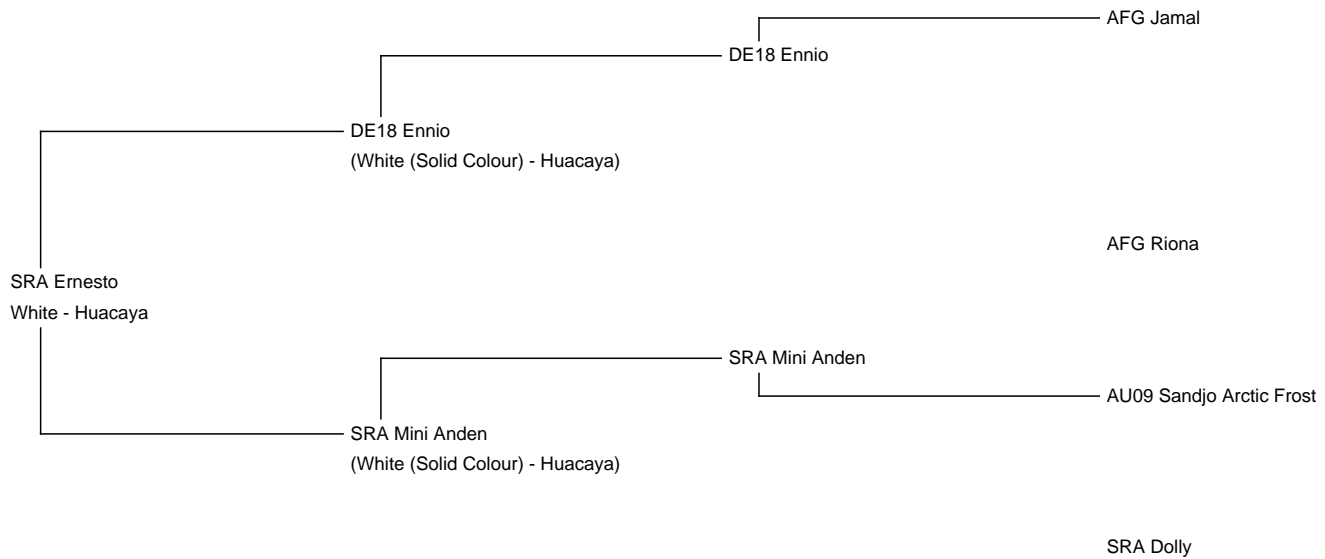 AFG Jamal
DE18 Ennio
DE18 Ennio
(White (Solid Colour) - Huacaya)
AFG Riona
SRA Ernesto
White - Huacaya
SRA Mini Anden
AU09 Sandjo Arctic Frost
SRA Mini Anden
(White (Solid Colour) - Huacaya)
SRA Dolly